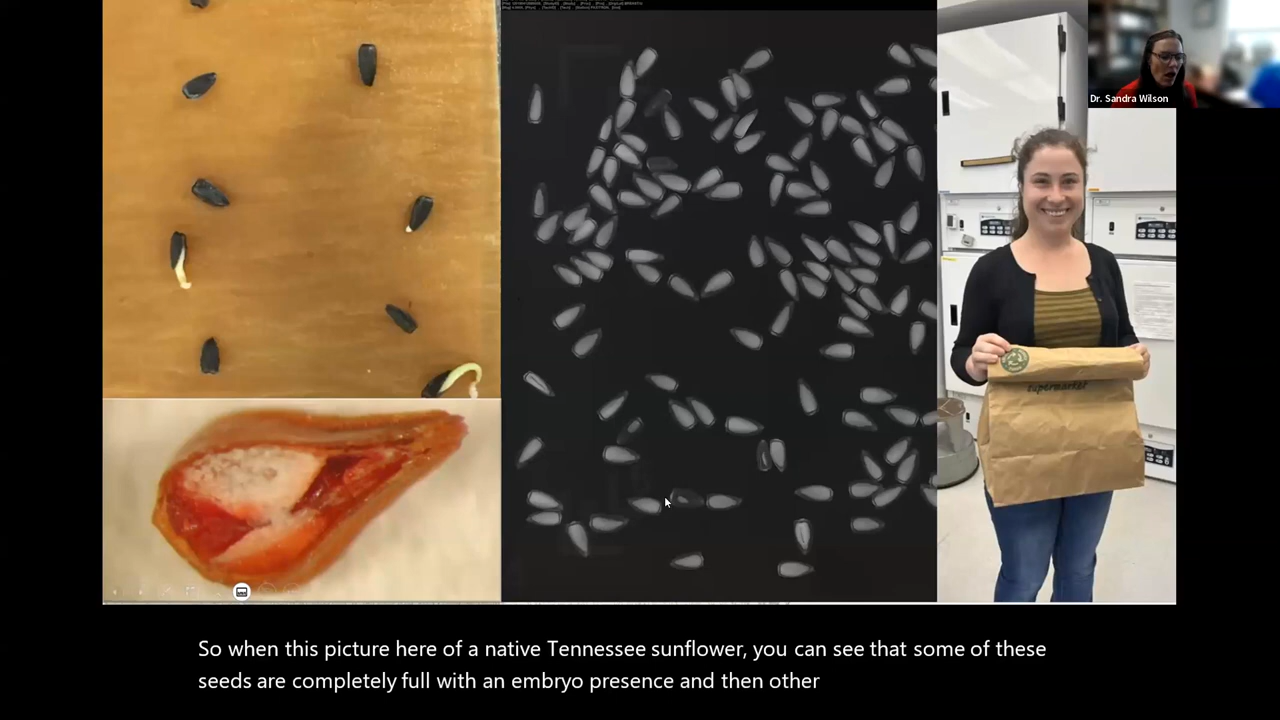 Dr. Sandra Wilson
supermarket
So when this picture here of a native Tennessee sunflower, you can see that some of these
seeds are completely full with an embryo presence and then other